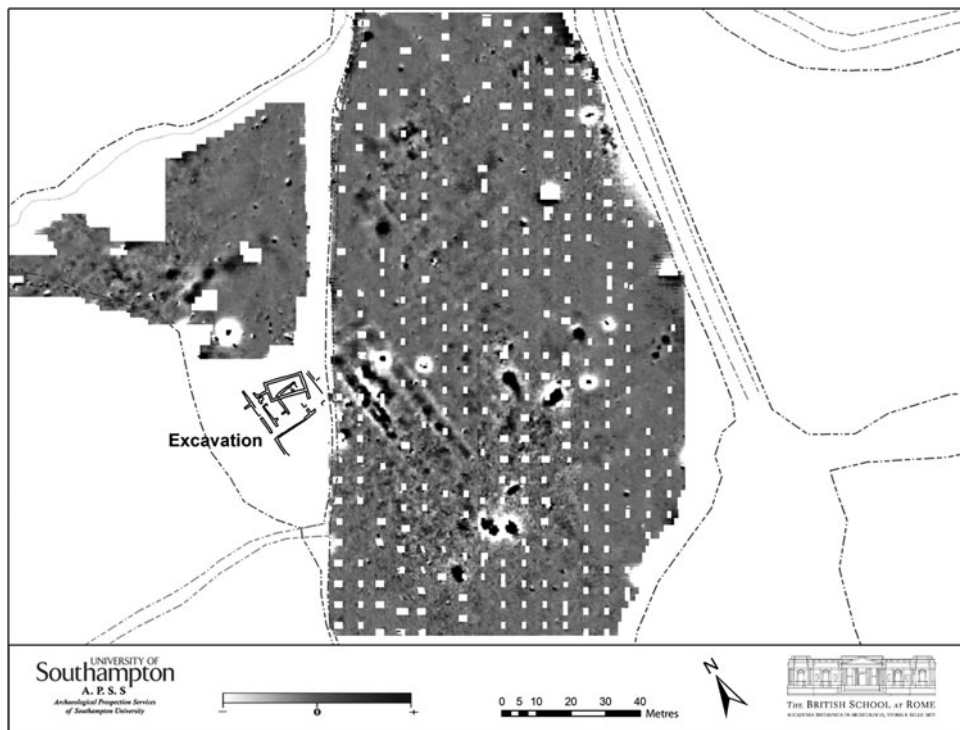 Excavation
UNIVERSITY OF
Southampton
A. P. S. S
Archaeological Prospection Services
of Southampton University
– 0 +
0 5 10 20 30 40
Metres
N
THE BRITISH SCHOOL AT ROME